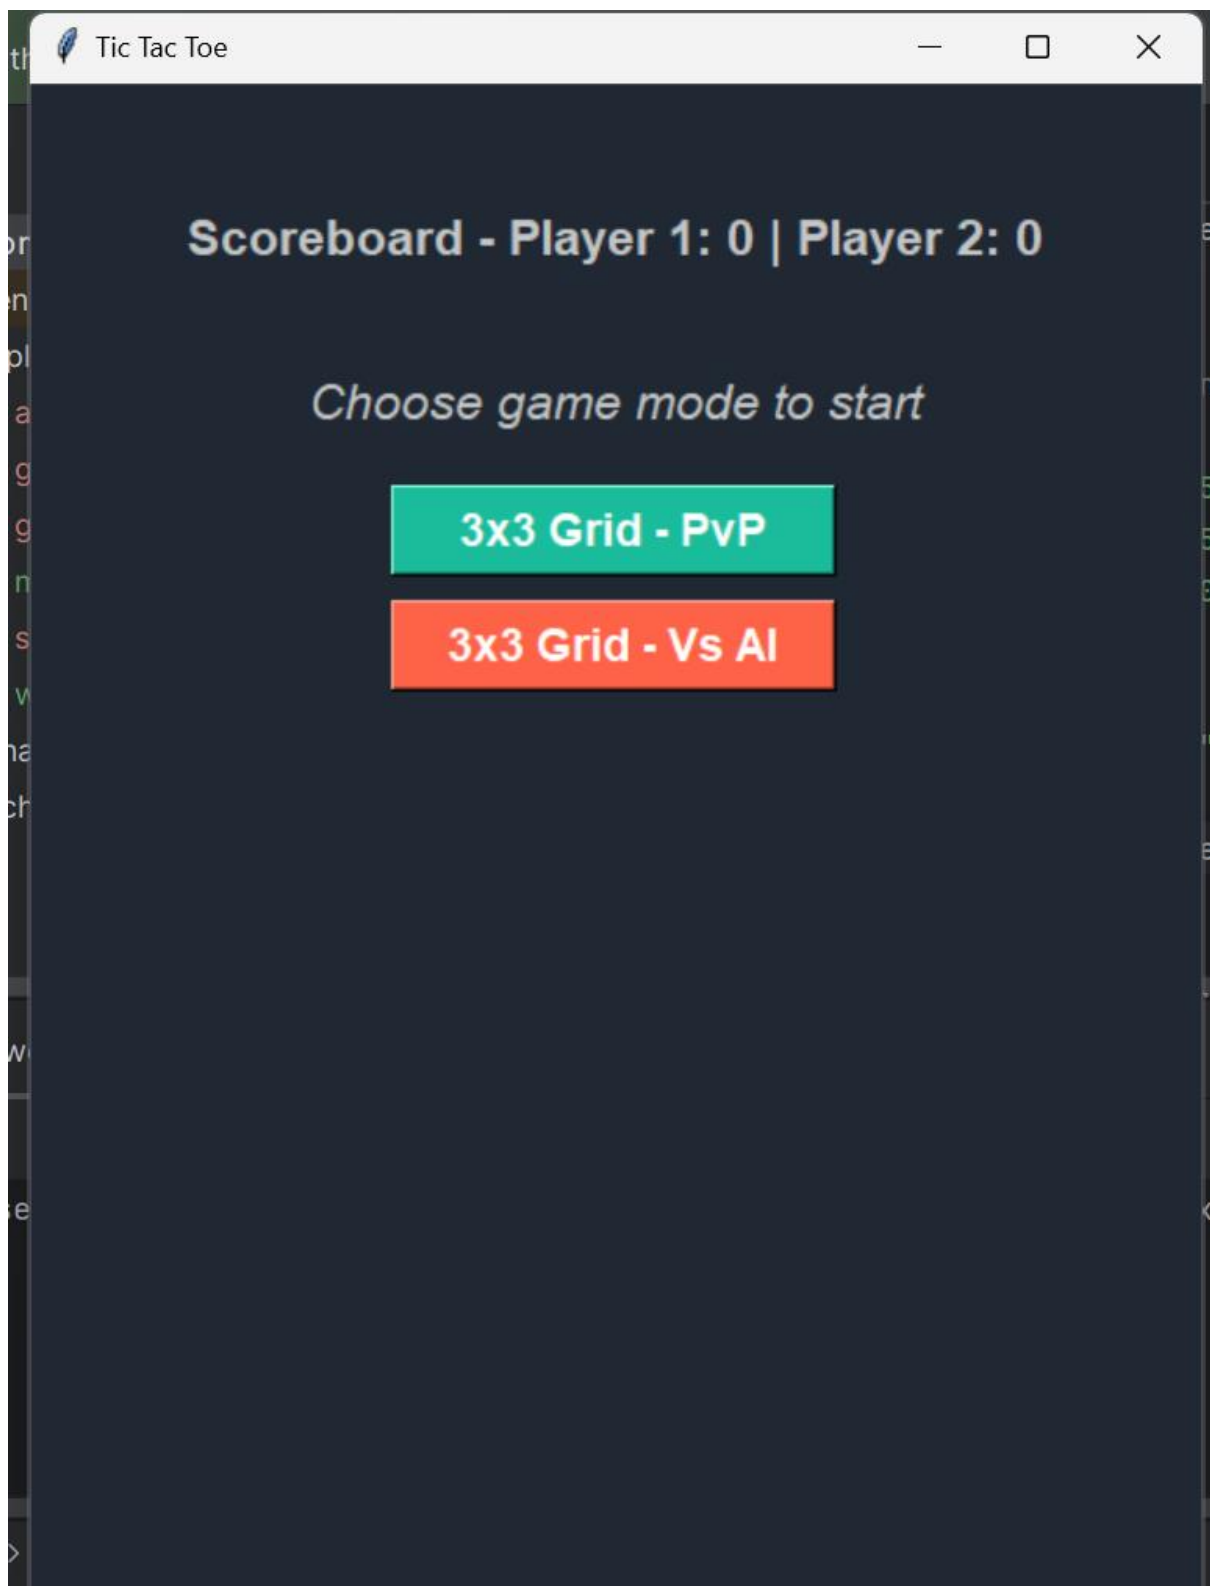 Tic Tac Toe
Scoreboard - Player 1: 0 | Player 2: 0
Choose game mode to start
3x3 Grid - PvP
3x3 Grid - Vs AI